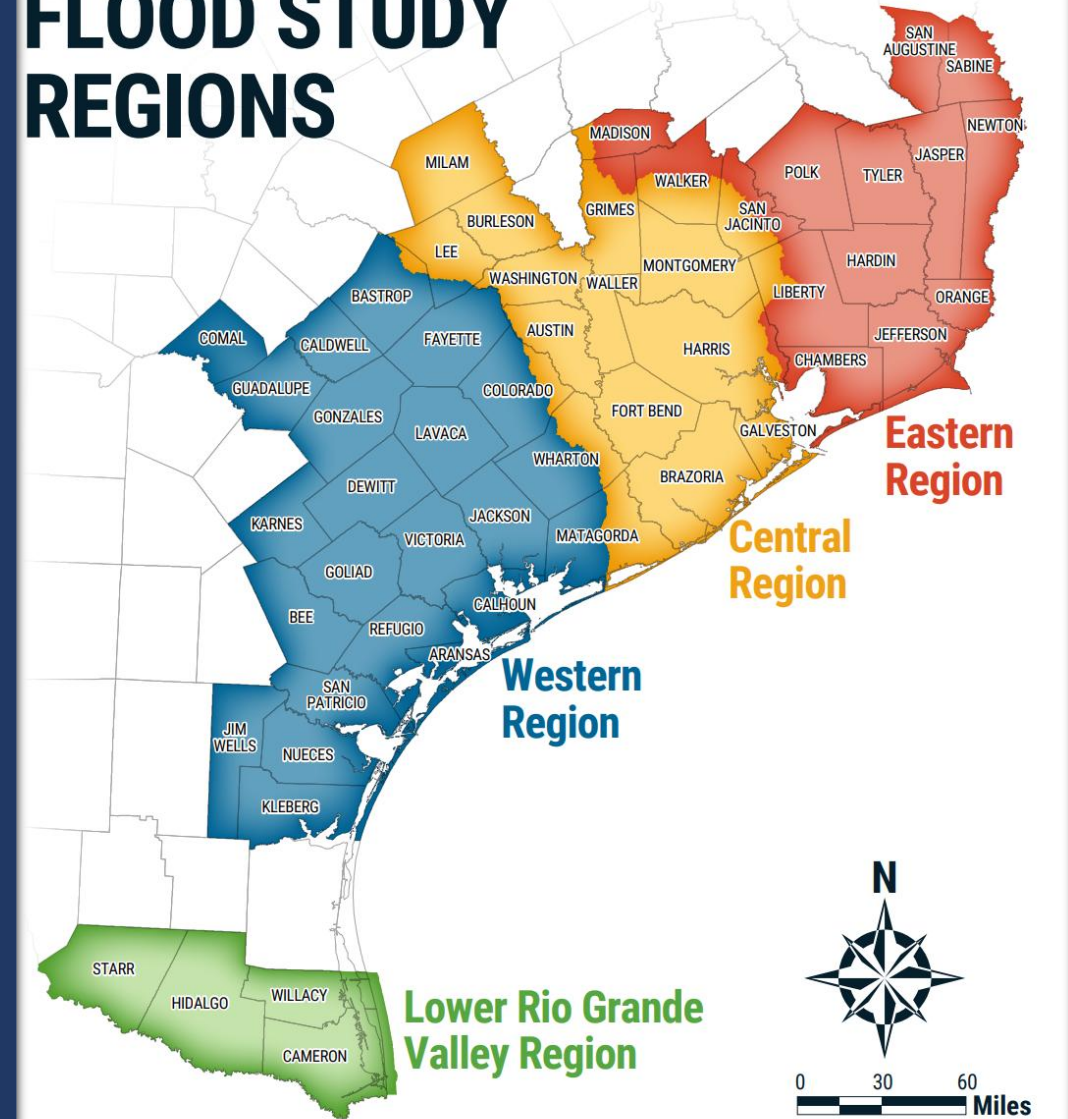 FLOOD STUDY
REGIONS
SAN
AUGUSTINE
SABINE
NEWTON
MADISON
JASPER
MILAM
POLK
TYLER
WALKER
GRIMES
SAN
JACINTO
BURLESON
LEE
HARDIN
MONTGOMERY
WASHINGTON
WALLER
LIBERTY
ORANGE
BASTROP
AUSTIN
JEFFERSON
COMAL
CALDWELL
FAYETTE
HARRIS
CHAMBERS
GUADALUPE
COLORADO
GONZALES
FORT BEND
LAVACA
GALVESTON
Eastern
Region
WHARTON
BRAZORIA
DEWITT
KARNES
JACKSON
MATAGORDA
VICTORIA
Central
Region
GOLIAD
CALHOUN
BEE
REFUGIO
ARANSAS
Western
Region
SAN
PATRICIO
JIM
WELLS
NUECES
KLEBERG
N
STARR
HIDALGO
WILLACY
CAMERON
Lower Rio Grande
Valley Region
0 30 60
Miles